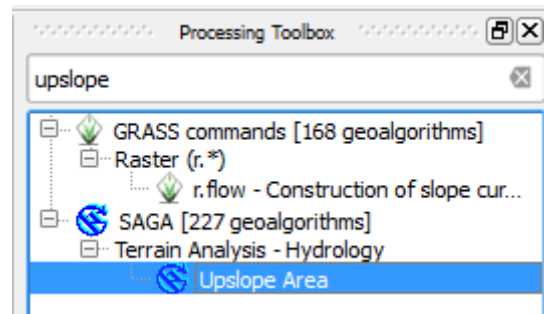 Processing Toolbox
upslope
GRASS commands [168 geoalgorithms]
Raster (r.*)
r.flow - Construction of slope cur...
SAGA [227 geoalgorithms]
Terrain Analysis - Hydrology
Upslope Area